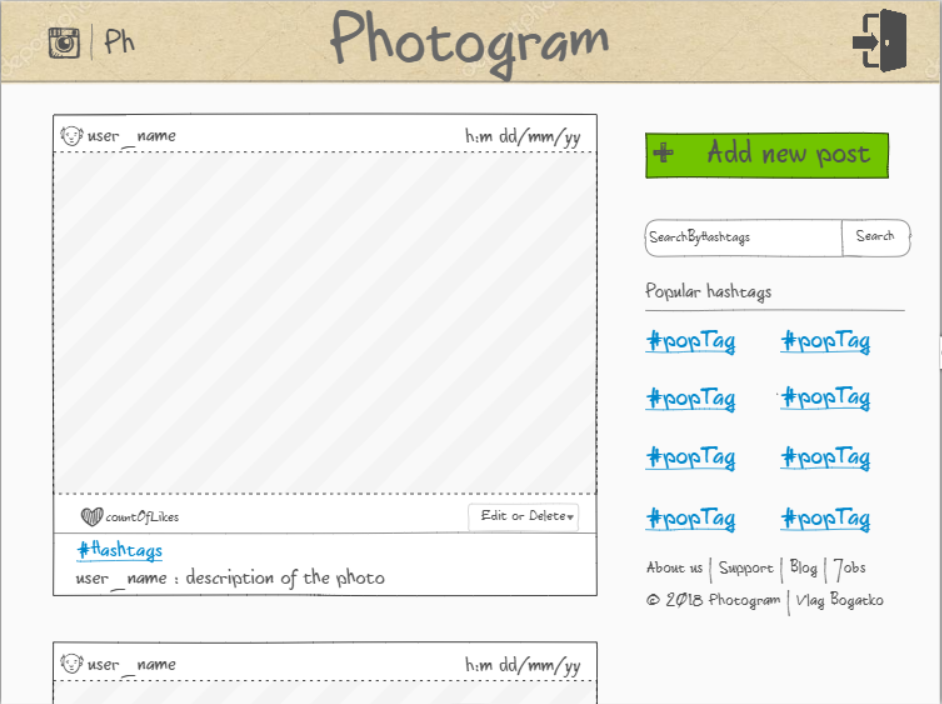 Ph
Photogram
user_name
h:m dd/mm/yy
countOfLikes
Edit or Delete
#Hashtags
user_name : description of the photo
user_name
h:m dd/mm/yy
+ Add new post
SearchByHashtags
Search
Popular hashtags
#popTag #popTag
#popTag #popTag
#popTag #popTag
#popTag #popTag
About us | Support | Blog | Jobs
© 2018 Photogram | Vlag Bogatko